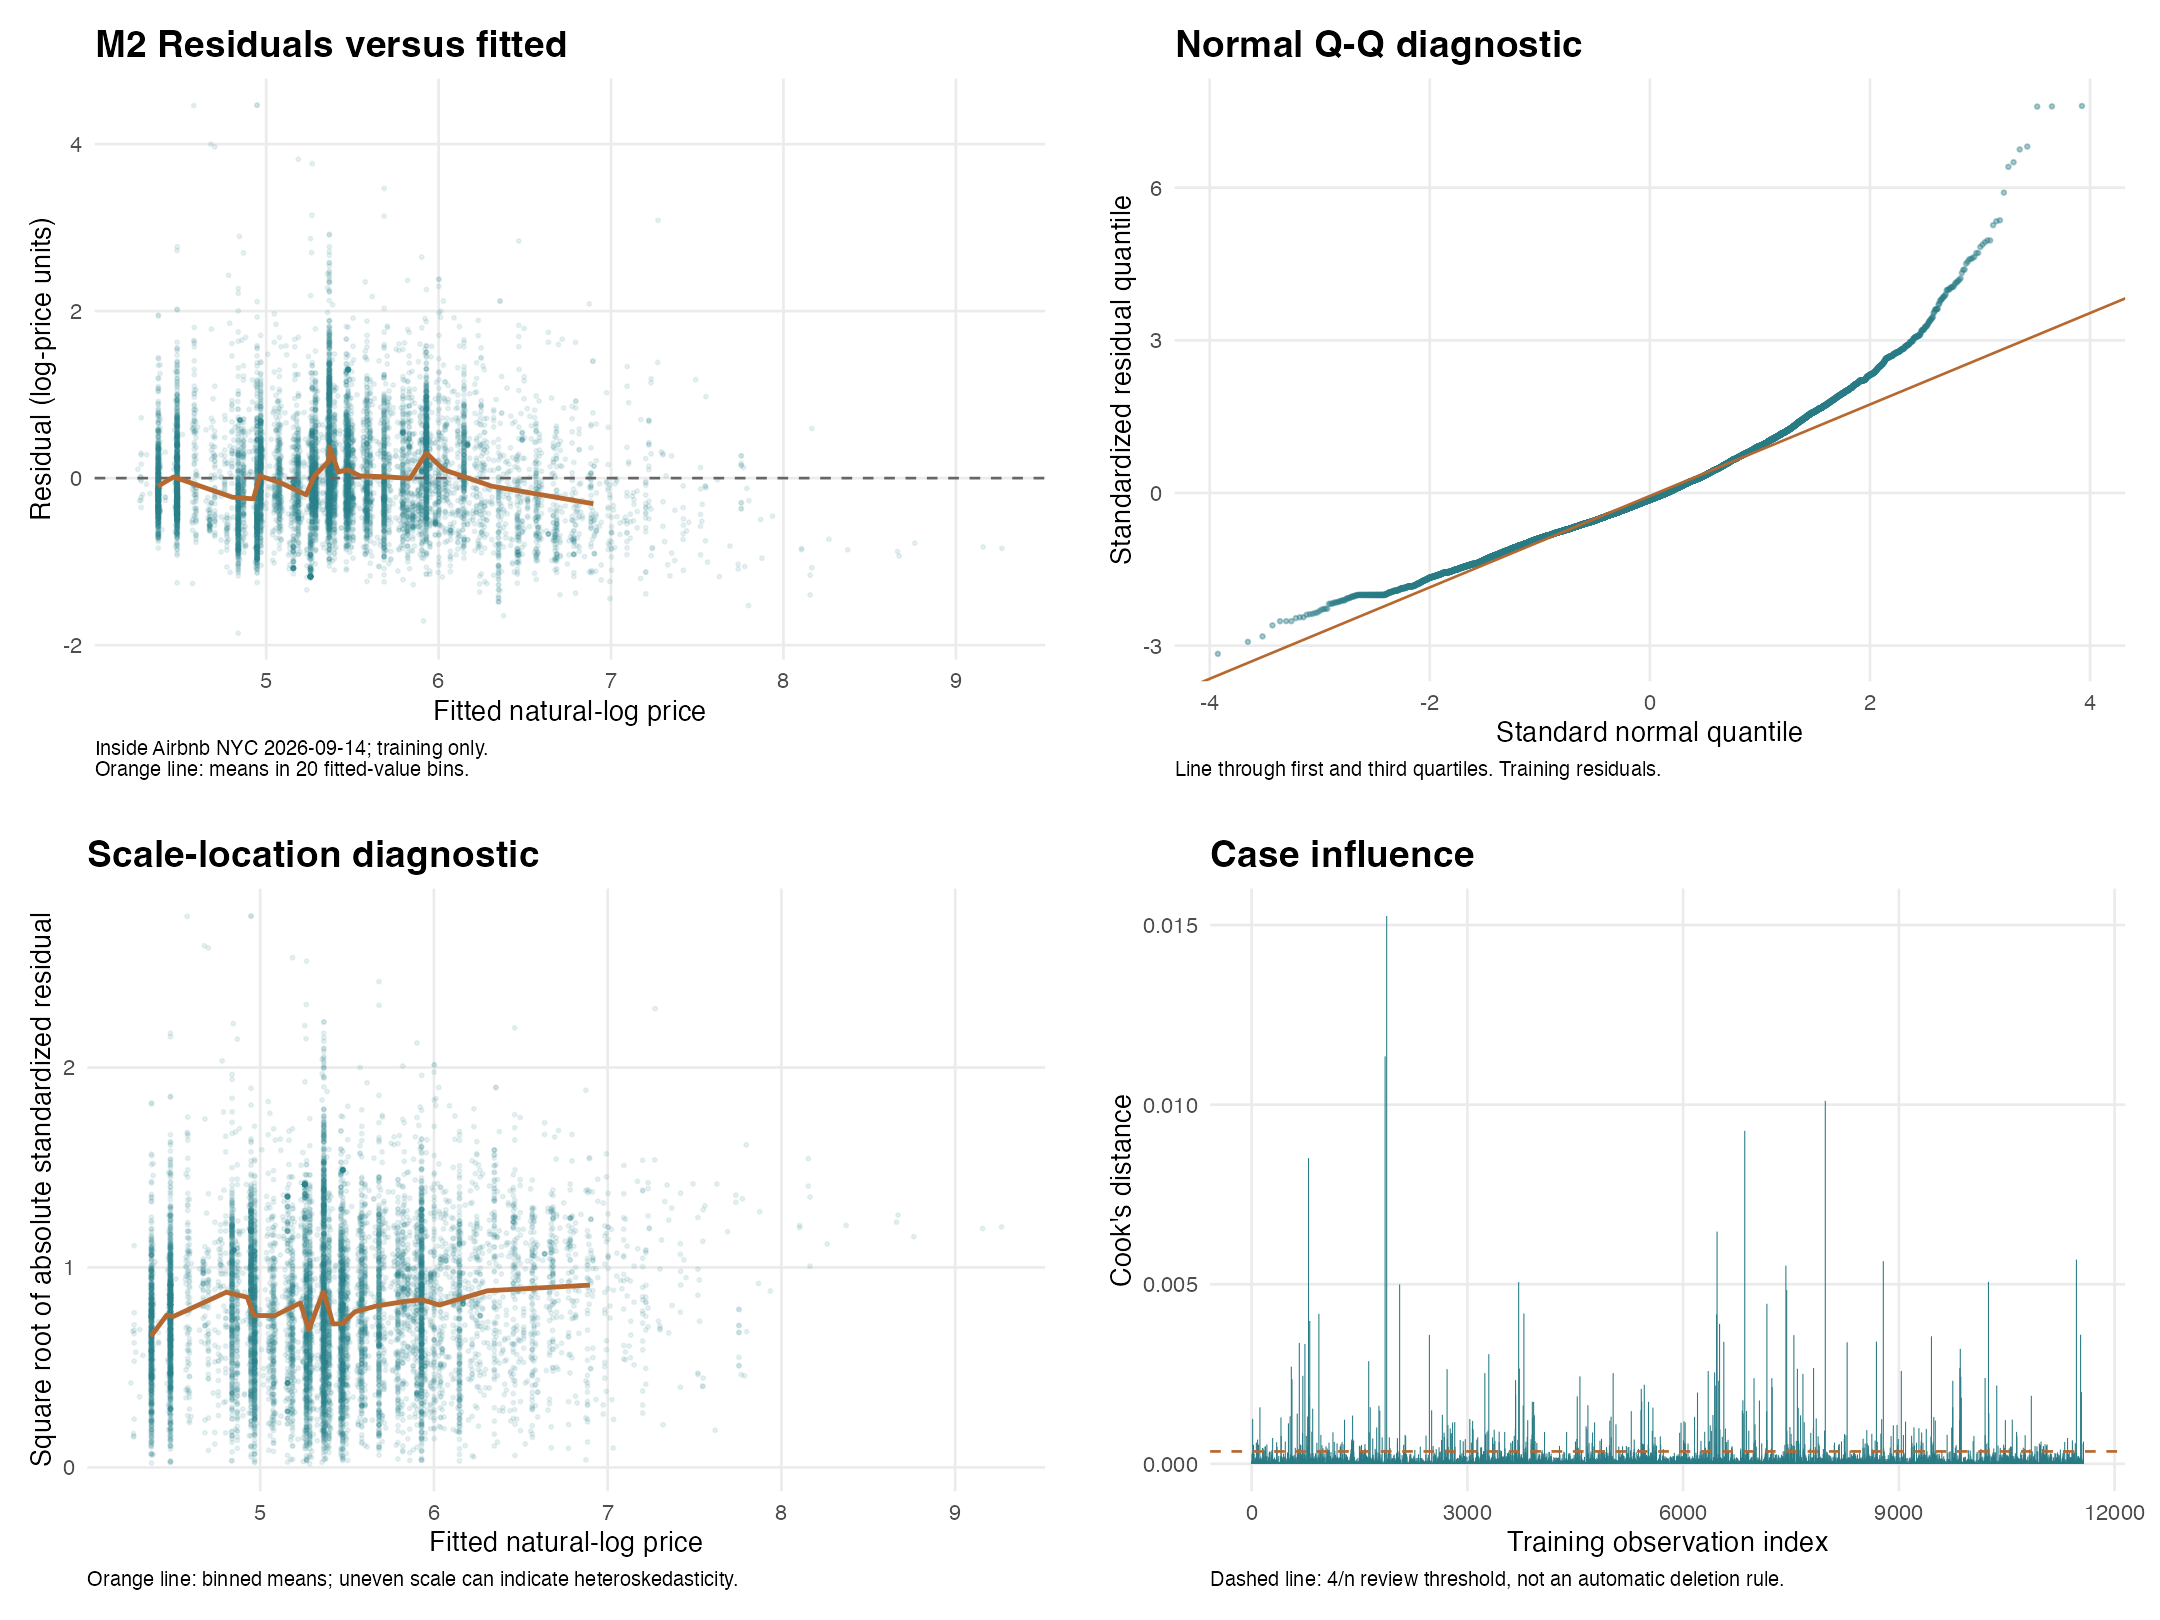 M2 Residuals versus fitted
Residual (log-price units)
4
2
0
-2
5 6 7 8 9
Fitted natural-log price
Inside Airbnb NYC 2026-09-14; training only.
Orange line: means in 20 fitted-value bins.
Normal Q-Q diagnostic
Standardized residual quantile
6
3
0
-3
-4 -2 0 2 4
Standard normal quantile
Line through first and third quartiles. Training residuals.
Scale-location diagnostic
Square root of absolute standardized residual
2
1
0
5 6 7 8 9
Fitted natural-log price
Orange line: binned means; uneven scale can indicate heteroskedasticity.
Case influence
Cook's distance
0.015
0.010
0.005
0.000
0 3000 6000 9000 12000
Training observation index
Dashed line: 4/n review threshold, not an automatic deletion rule.